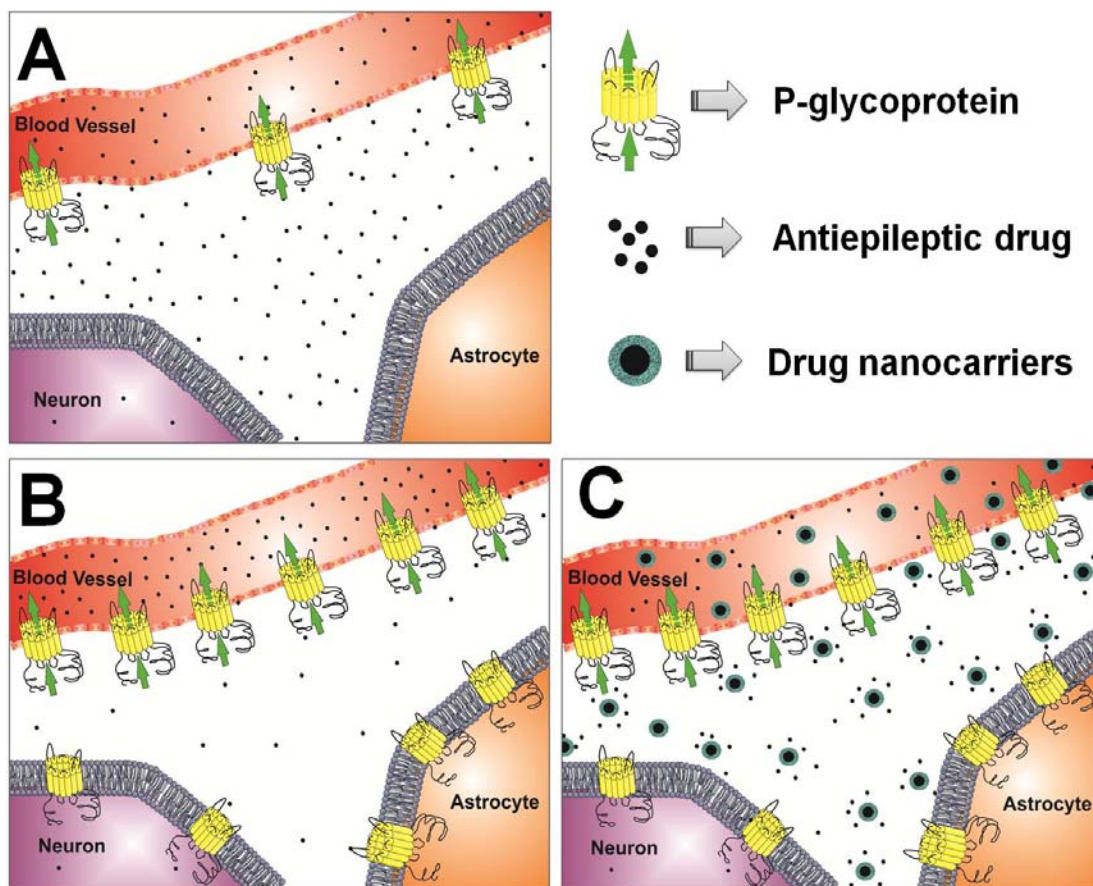 A
Blood Vessel
Neuron
Astrocyte
P-glycoprotein
Antiepileptic drug
Drug nanocarriers
B
Blood Vessel
Neuron
Astrocyte
C
Blood Vessel
Neuron
Astrocyte